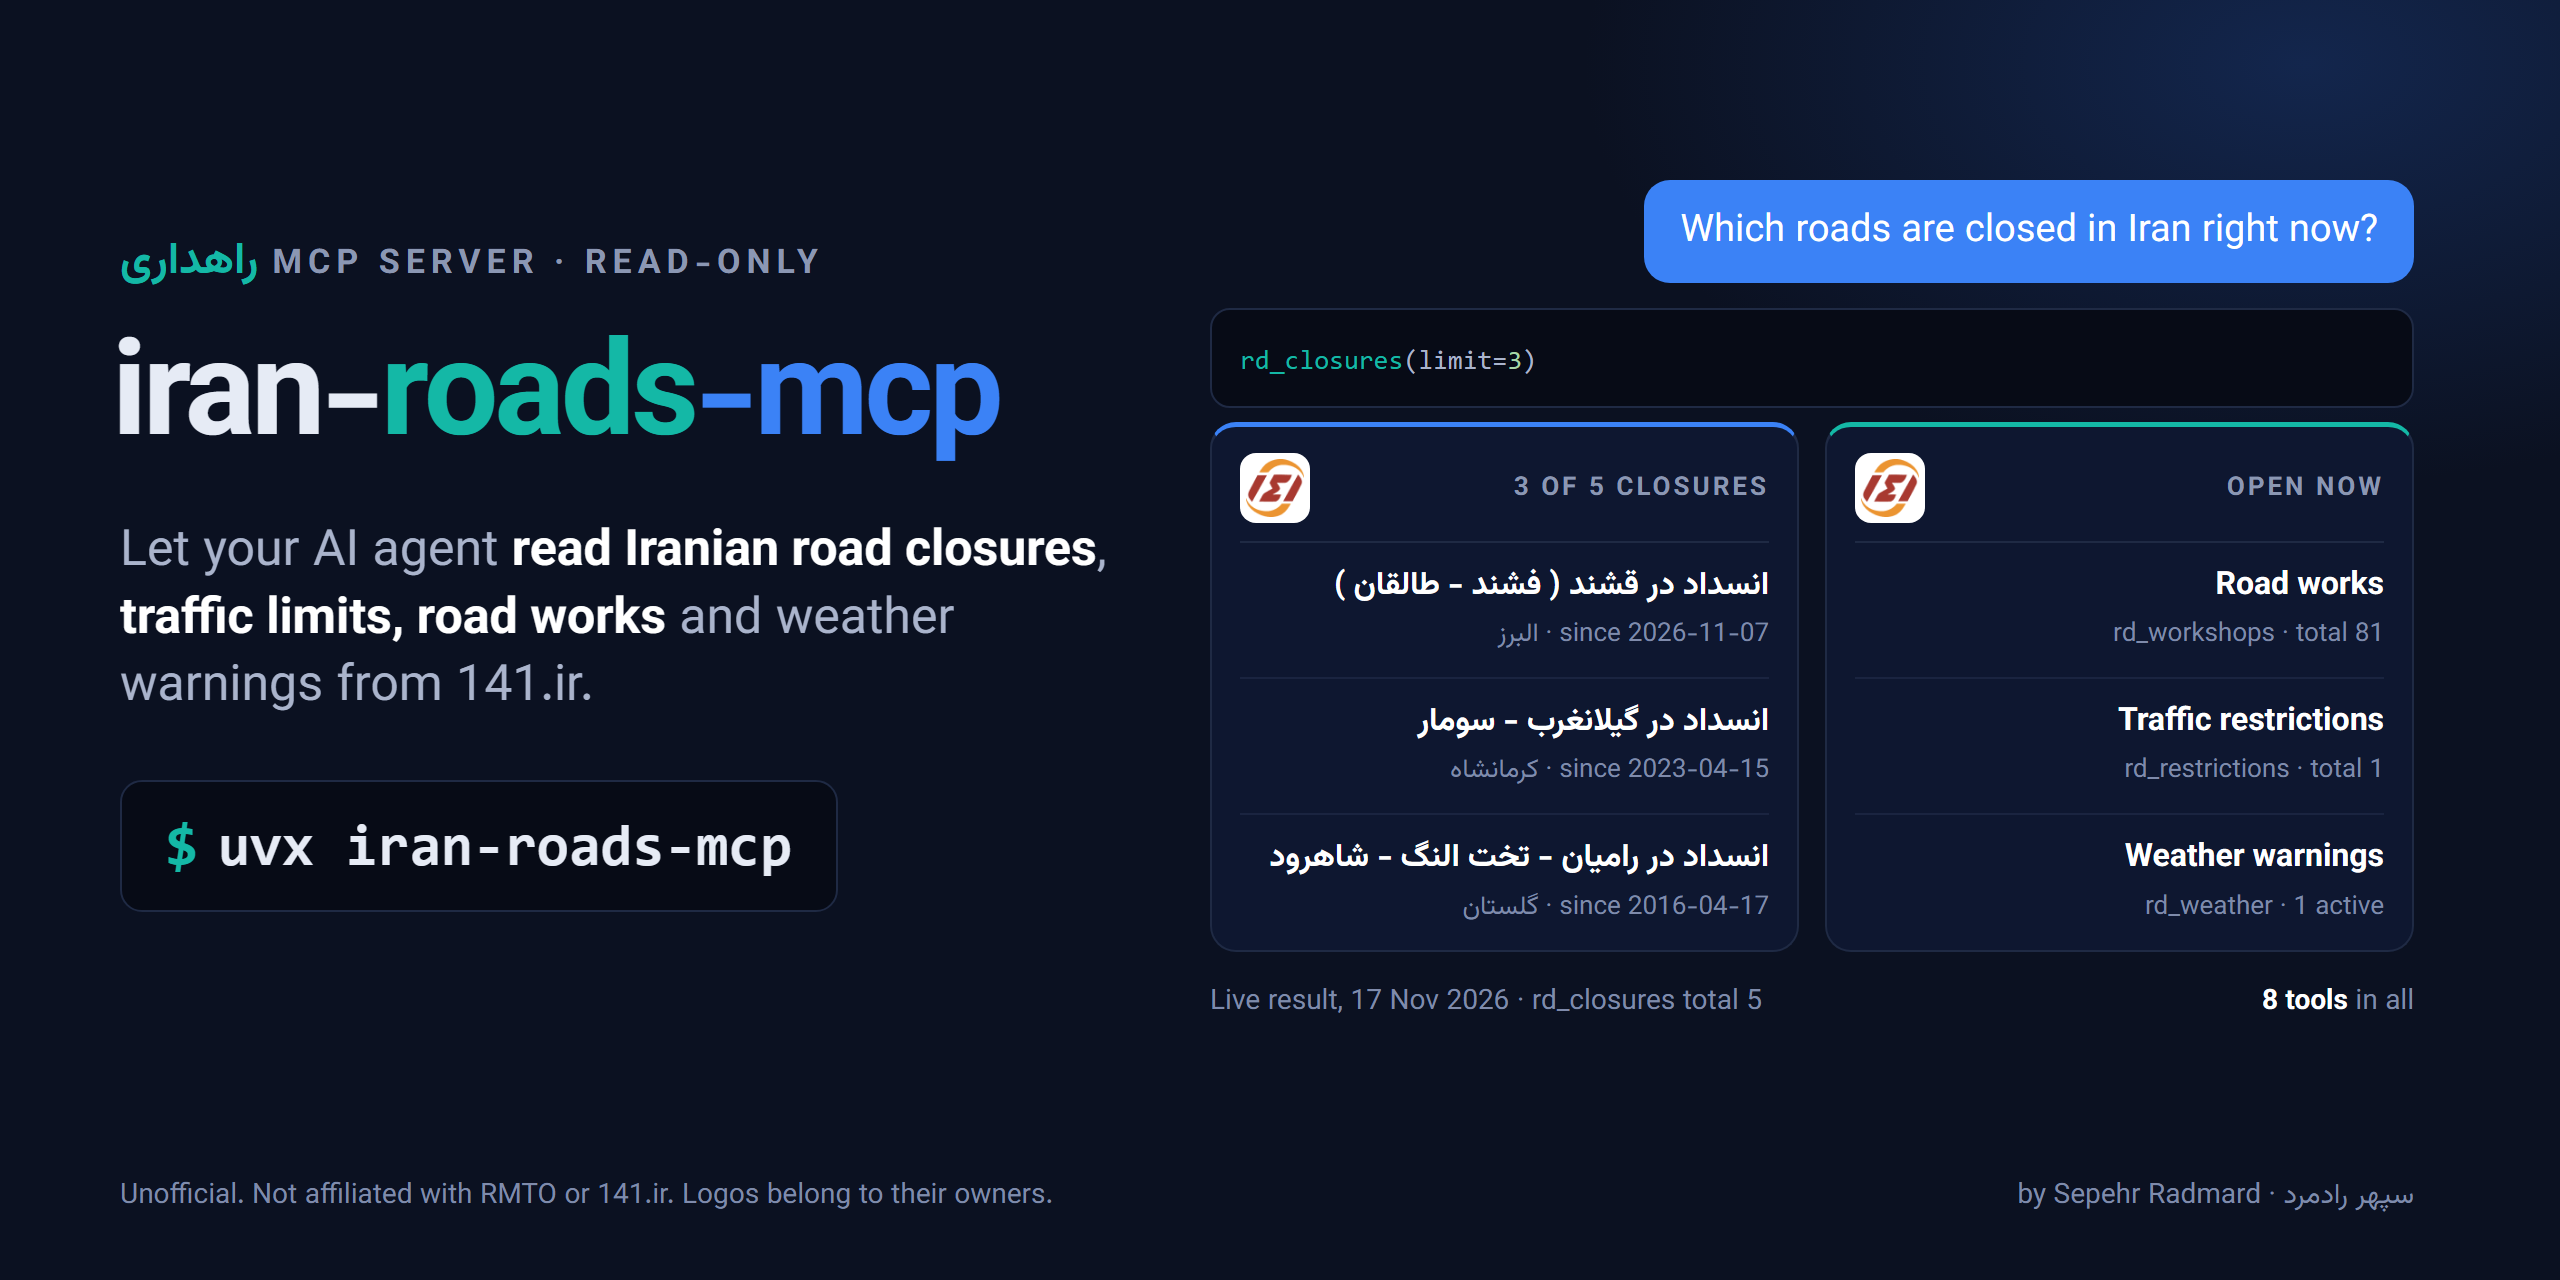 راهداری MCP SERVER · READ-ONLY
iran-roads-mcp
Let your AI agent read Iranian road closures,
traffic limits, road works and weather
warnings from 141.ir.
$ uvx iran-roads-mcp
Which roads are closed in Iran right now?
rd_closures(limit=3)
141
3 OF 5 CLOSURES
انسداد در قشند ( فشند - طالقان )
البرز · since 2026-11-07
انسداد در گیلانغرب - سومار
کرمانشاه · since 2023-04-15
انسداد در رامیان - تخت النگ - شاهرود
گلستان · since 2016-04-17
141
OPEN NOW
Road works
rd_workshops · total 81
Traffic restrictions
rd_restrictions · total 1
Weather warnings
rd_weather · 1 active
Live result, 17 Nov 2026 · rd_closures total 5
8 tools in all
Unofficial. Not affiliated with RMTO or 141.ir. Logos belong to their owners.
by Sepehr Radmard · سپهر رادمرد